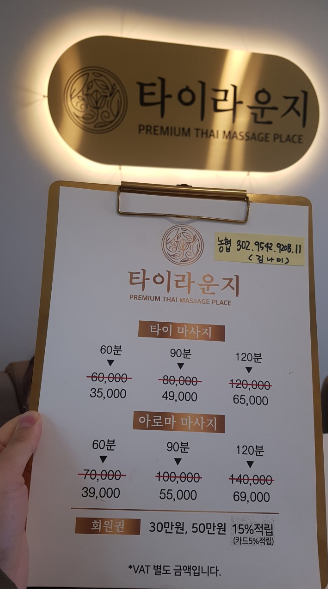 타이라운지
PREMIUM THAI MASSAGE PLACE
농협 302.9542.9203.11
(김나미)
타이라운지
PREMIUM THAI MASSAGE PLACE
타이 마사지
60분 90분 120분
▼ ▼ ▼
60,000 80,000 120,000
35,000 49,000 65,000
아로마 마사지
60분 90분 120분
▼ ▼ ▼
70,000 100,000 140,000
39,000 55,000 69,000
회원권 30만원, 50만원 15%적립
(카드5%적립)
*VAT 별도 금액입니다.